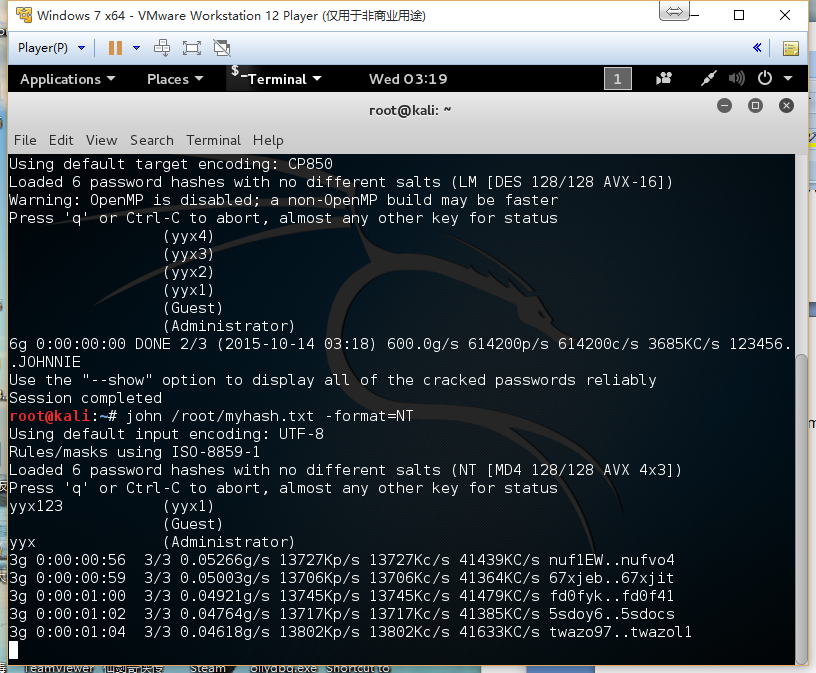 Windows 7 x64 - VMware Workstation 12 Player (仅用于非商业用途)
Player(P)
Applications Places Terminal Wed 03:19 1
root@kali: ~
File Edit View Search Terminal Help
Using default target encoding: CP850
Loaded 6 password hashes with no different salts (LM [DES 128/128 AVX-16])
Warning: OpenMP is disabled; a non-OpenMP build may be faster
Press 'q' or Ctrl-C to abort, almost any other key for status
(yyx4)
(yyx3)
(yyx2)
(yyx1)
(Guest)
(Administrator)
6g 0:00:00:00 DONE 2/3 (2015-10-14 03:18) 600.0g/s 614200p/s 614200c/s 3685KC/s 123456.
.JOHNNIE
Use the "--show" option to display all of the cracked passwords reliably
Session completed
root@kali:~# john /root/myhash.txt -format=NT
Using default input encoding: UTF-8
Rules/masks using ISO-8859-1
Loaded 6 password hashes with no different salts (NT [MD4 128/128 AVX 4x3])
Press 'q' or Ctrl-C to abort, almost any other key for status
yyx123 (yyx1)
(Guest)
yyx (Administrator)
3g 0:00:00:56 3/3 0.05266g/s 13727Kp/s 13727Kc/s 41439KC/s nuf1EW..nufvo4
3g 0:00:00:59 3/3 0.05003g/s 13706Kp/s 13706Kc/s 41364KC/s 67xjeb..67xjit
3g 0:00:01:00 3/3 0.04921g/s 13745Kp/s 13745Kc/s 41479KC/s fd0fyk..fd0f41
3g 0:00:01:02 3/3 0.04764g/s 13717Kp/s 13717Kc/s 41385KC/s 5sdoy6..5sdocs
3g 0:00:01:04 3/3 0.04618g/s 13802Kp/s 13802Kc/s 41633KC/s twazo97..twazol1
TeamViewer Steam ollydbg.exe Shortcut to